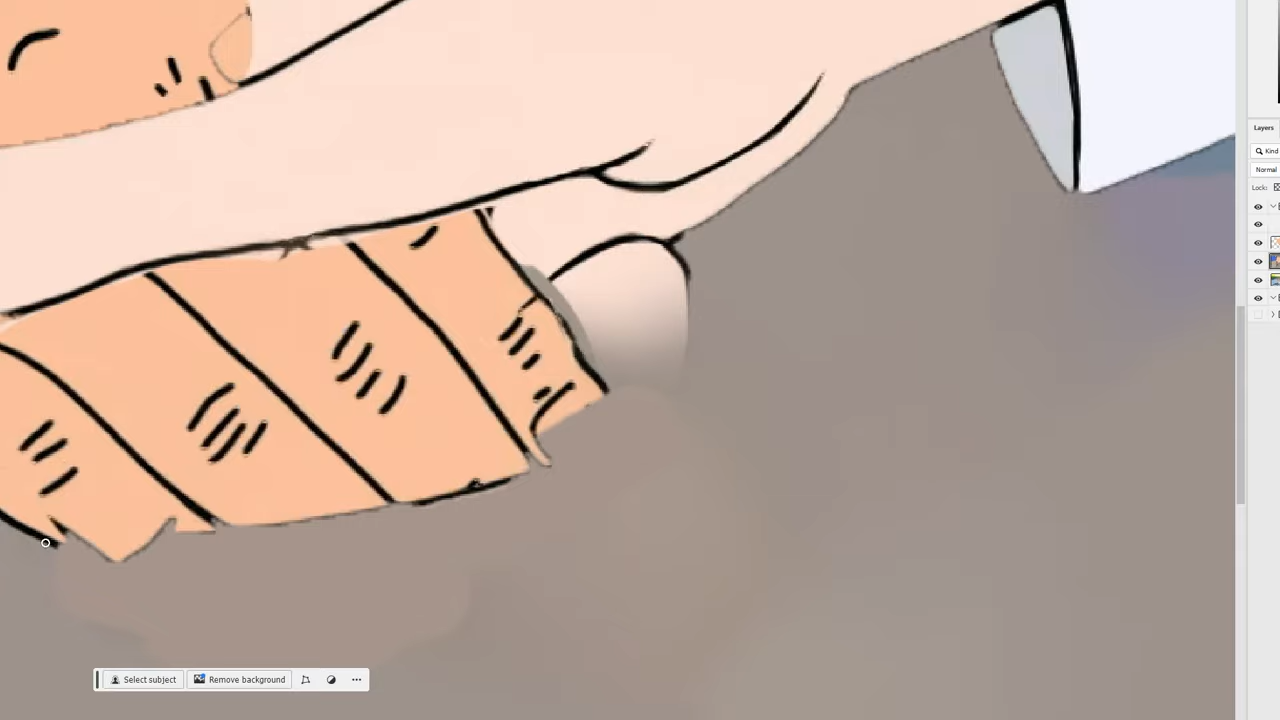 Layers
Kind
Normal
Lock:
Select subject
Remove background